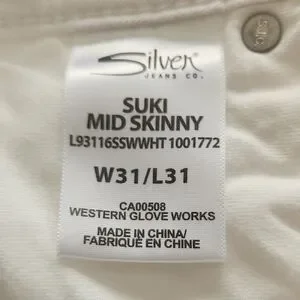 Silver
JEANS CO.
SUKI
MID SKINNY
L93116SSWWHT 1001772
W31/L31
CA00508
WESTERN GLOVE WORKS
MADE IN CHINA/
FABRIQUÉ EN CHINE